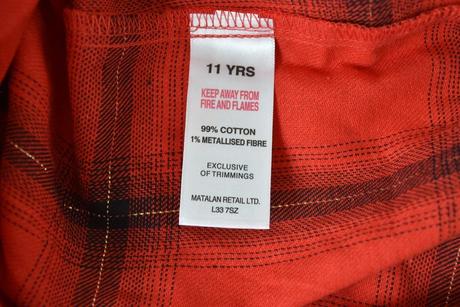 11 YRS
KEEP AWAY FROM
FIRE AND FLAMES
99% COTTON
1% METALLISED FIBRE
EXCLUSIVE
OF TRIMMINGS
MATALAN RETAIL LTD.
L33 7SZ